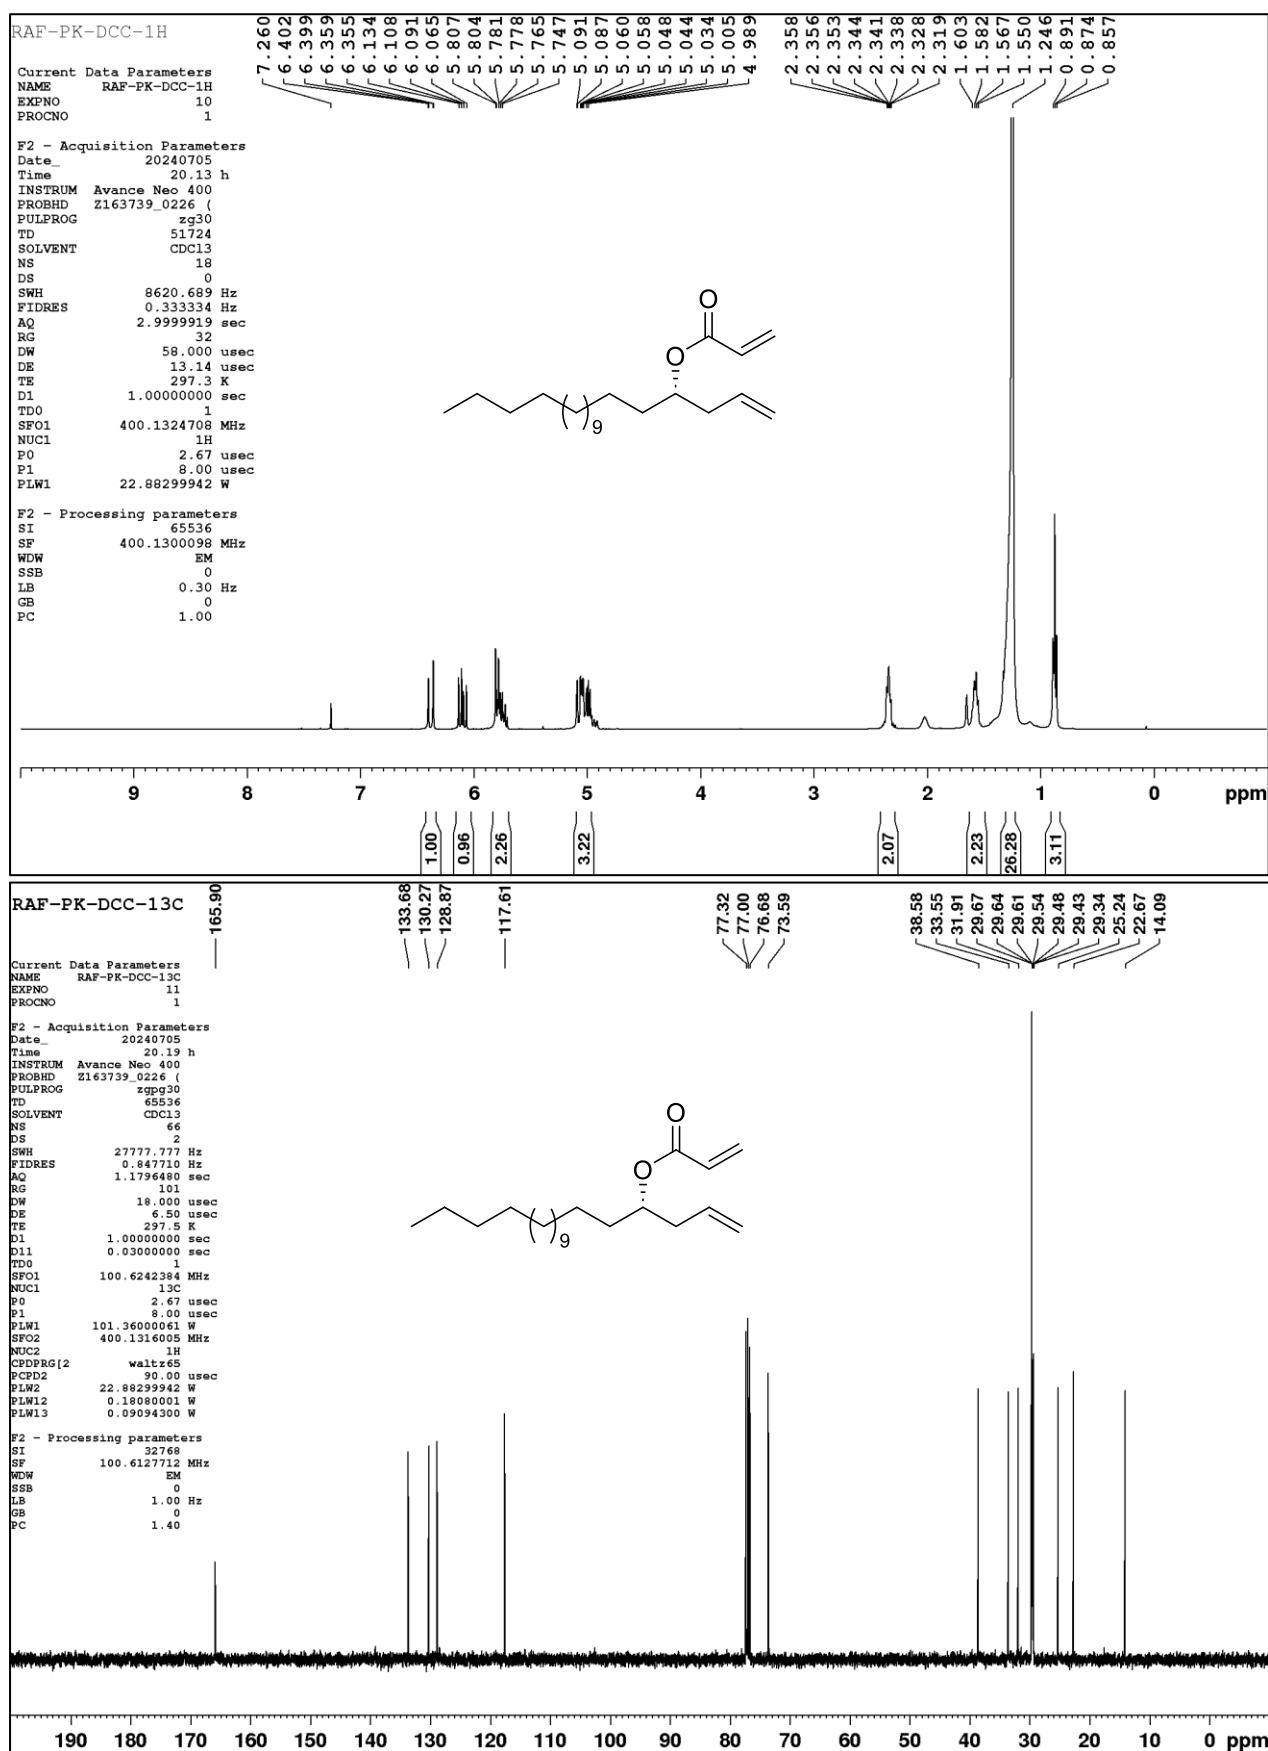 RAF-PK-DCC-1H
7.260
6.402
6.399
6.359
6.355
6.134
6.108
6.091
6.065
5.807
5.804
5.781
5.778
5.765
5.747
5.091
5.087
5.060
5.058
5.048
5.044
5.034
5.005
4.989
2.358
2.356
2.353
2.344
2.341
2.338
2.328
2.319
1.603
1.582
1.567
1.550
1.246
0.891
0.874
0.857
Current Data Parameters
NAME RAF-PK-DCC-1H
EXPNO 10
PROCNO 1
F2 - Acquisition Parameters
Date_ 20240705
Time 20.13 h
INSTRUM Avance Neo 400
PROBHD Z163739_0226 (
PULPROG zg30
TD 51724
SOLVENT CDCl3
NS 18
DS 0
SWH 8620.689 Hz
FIDRES 0.333334 Hz
AQ 2.9999919 sec
RG 32
DW 58.000 usec
DE 13.14 usec
TE 297.3 K
D1 1.00000000 sec
TD0 1
SFO1 400.1324708 MHz
NUC1 1H
P0 2.67 usec
P1 8.00 usec
PLW1 22.88299942 W
F2 - Processing parameters
SI 65536
SF 400.1300098 MHz
WDW EM
SSB 0
LB 0.30 Hz
GB 0
PC 1.00
O
O
9
9 8 7 6 5 4 3 2 1 0 ppm
1.00
0.96
2.26
3.22
2.07
2.23
26.28
3.11
RAF-PK-DCC-13C
165.90
133.68
130.27
128.87
117.61
77.32
77.00
76.68
73.59
38.58
33.55
31.91
29.67
29.64
29.61
29.54
29.48
29.43
29.34
25.24
22.67
14.09
Current Data Parameters
NAME RAF-PK-DCC-13C
EXPNO 11
PROCNO 1
F2 - Acquisition Parameters
Date_ 20240705
Time 20.19 h
INSTRUM Avance Neo 400
PROBHD Z163739_0226 (
PULPROG zgpg30
TD 65536
SOLVENT CDCl3
NS 66
DS 2
SWH 27777.777 Hz
FIDRES 0.847710 Hz
AQ 1.1796480 sec
RG 101
DW 18.000 usec
DE 6.50 usec
TE 297.5 K
D1 1.00000000 sec
D11 0.03000000 sec
TD0 1
SFO1 100.6242384 MHz
NUC1 13C
P0 2.67 usec
P1 8.00 usec
PLW1 101.36000061 W
SFO2 400.1316005 MHz
NUC2 1H
CPDPRG[2 waltz65
PCPD2 90.00 usec
PLW2 22.88299942 W
PLW12 0.18080001 W
PLW13 0.09094300 W
F2 - Processing parameters
SI 32768
SF 100.6127712 MHz
WDW EM
SSB 0
LB 1.00 Hz
GB 0
PC 1.40
O
O
9
190 180 170 160 150 140 130 120 110 100 90 80 70 60 50 40 30 20 10 0 ppm